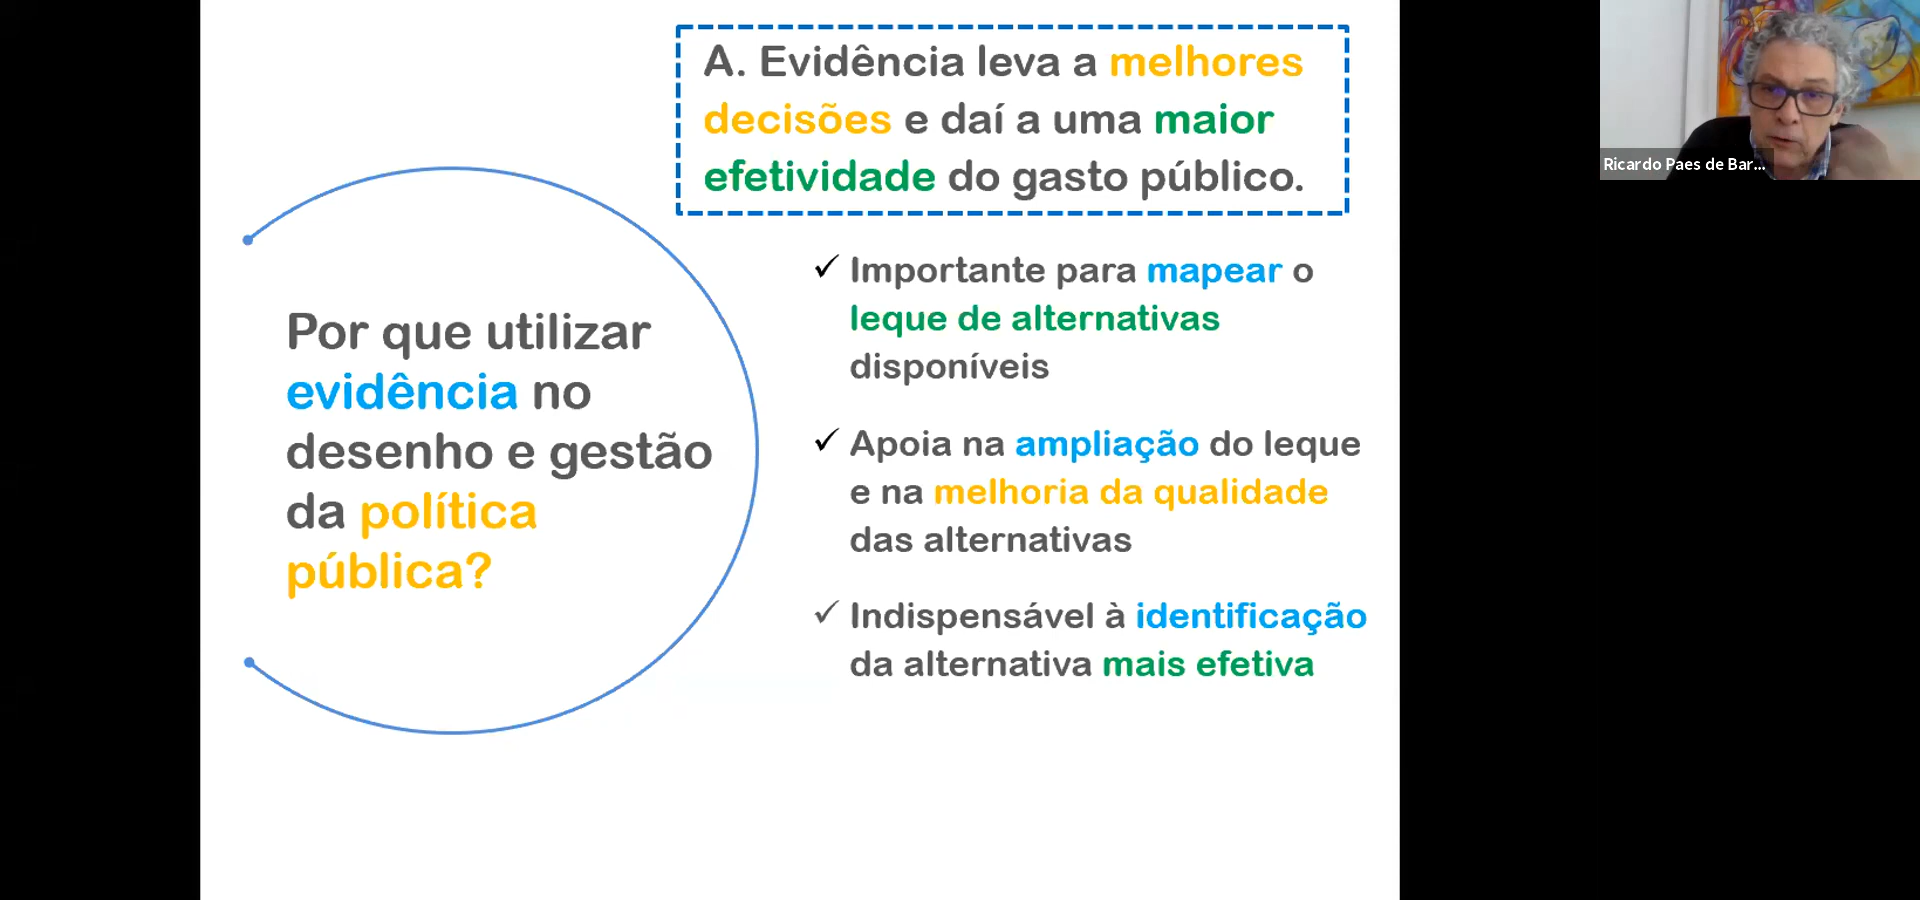 A. Evidência leva a melhores
decisões e daí a uma maior
efetividade do gasto público.
Por que utilizar
evidência no
desenho e gestão
da política
pública?
✓ Importante para mapear o
leque de alternativas
disponíveis
✓ Apoia na ampliação do leque
e na melhoria da qualidade
das alternativas
✓ Indispensável à identificação
da alternativa mais efetiva
Ricardo Paes de Bar...